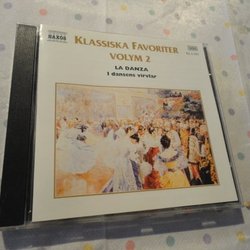 NAXOS
KLASSISKA FAVORITER
VOLYM 2
LA DANZA
I dansens virvlar